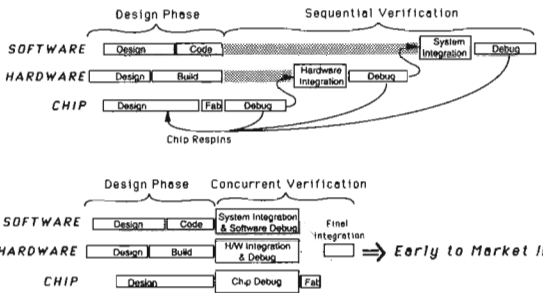 Design Phase Sequential Verification
SOFTWARE Design Code System Integration Debug
HARDWARE Design Build Hardware Integration Debug
CHIP Design Fab Debug
Chip Respins
Design Phase Concurrent Verification
SOFTWARE Design Code System Integration & Software Debug Final Integration
HARDWARE Design Build H/W Integration & Debug Early to Market
CHIP Design Chip Debug Fab